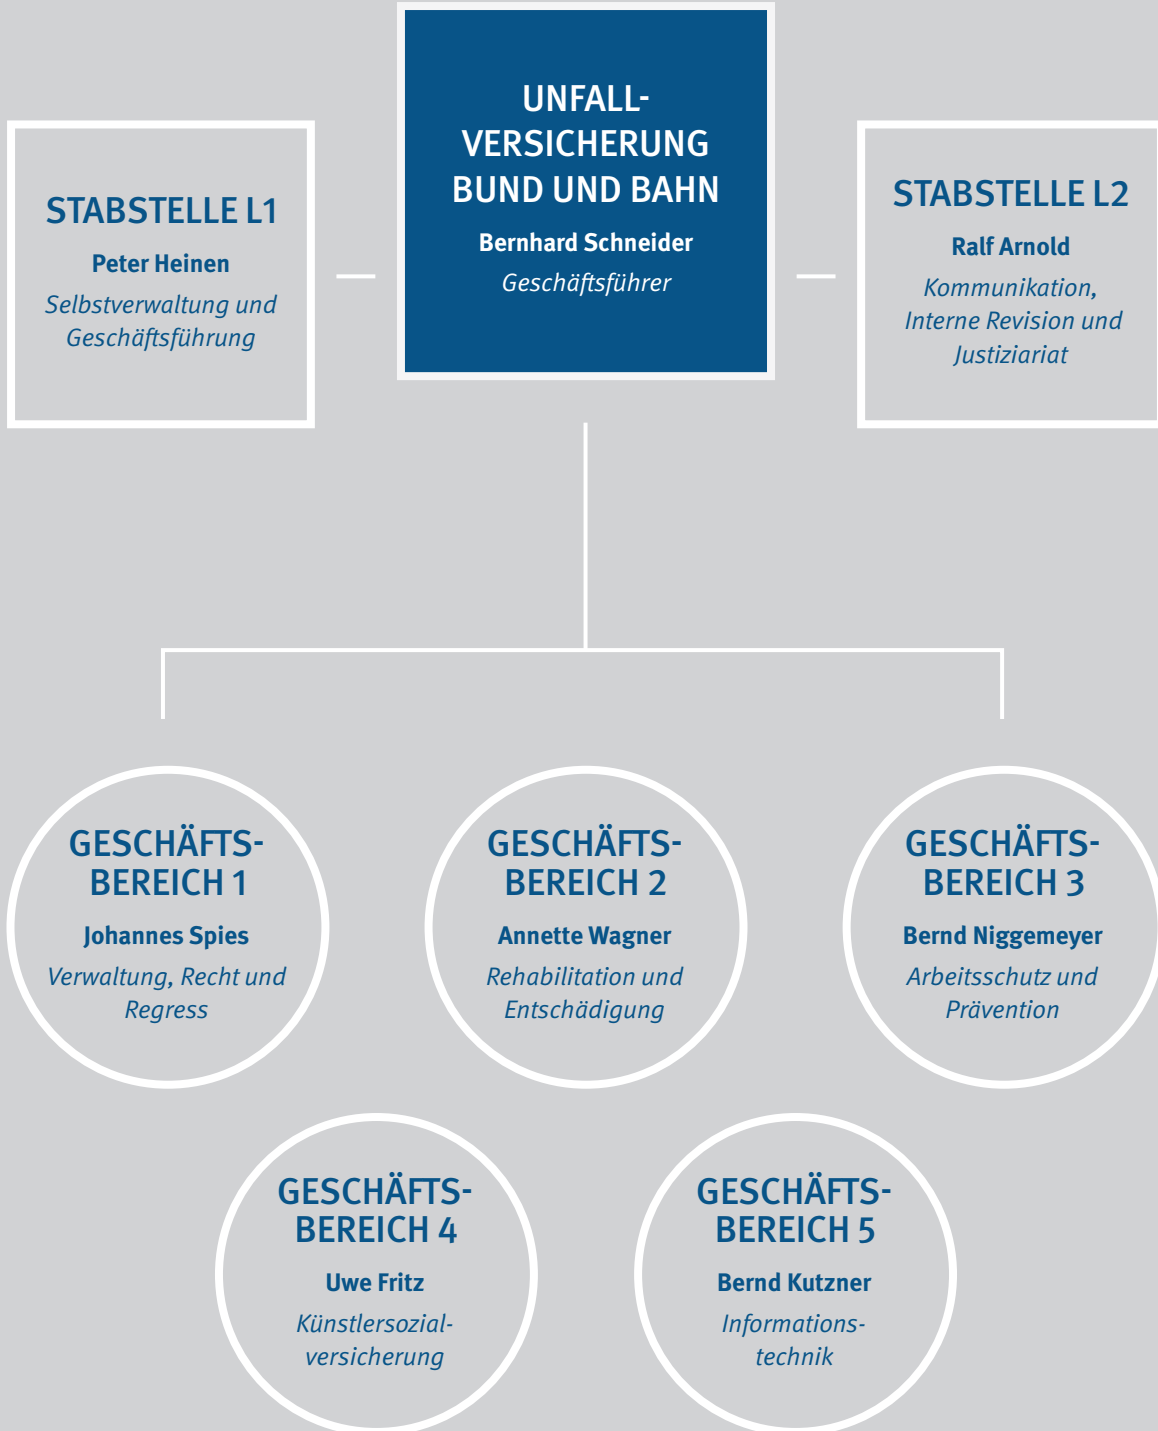 UNFALL-
VERSICHERUNG
BUND UND BAHN
Bernhard Schneider
Geschäftsführer
STABSTELLE L1
Peter Heinen
Selbstverwaltung und
Geschäftsführung
STABSTELLE L2
Ralf Arnold
Kommunikation,
Interne Revision und
Justiziariat
GESCHÄFTS-
BEREICH 1
Johannes Spies
Verwaltung, Recht und
Regress
GESCHÄFTS-
BEREICH 2
Annette Wagner
Rehabilitation und
Entschädigung
GESCHÄFTS-
BEREICH 3
Bernd Niggemeyer
Arbeitsschutz und
Prävention
GESCHÄFTS-
BEREICH 4
Uwe Fritz
Künstlersozial-
versicherung
GESCHÄFTS-
BEREICH 5
Bernd Kutzner
Informations-
technik